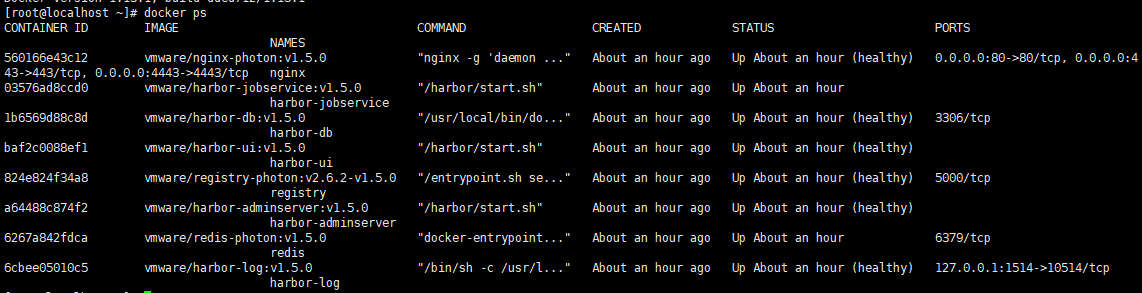 [root@localhost ~]# docker ps
CONTAINER ID        IMAGE                                  COMMAND                  CREATED             STATUS                       PORTS
                    NAMES
560166e43c12        vmware/nginx-photon:v1.5.0             "nginx -g 'daemon ..."   About an hour ago   Up About an hour (healthy)   0.0.0.0:80->80/tcp, 0.0.0.0:4
43->443/tcp, 0.0.0.0:4443->4443/tcp   nginx
03576ad8ccd0        vmware/harbor-jobservice:v1.5.0        "/harbor/start.sh"       About an hour ago   Up About an hour
                    harbor-jobservice
1b6569d88c8d        vmware/harbor-db:v1.5.0                "/usr/local/bin/do..."   About an hour ago   Up About an hour (healthy)   3306/tcp
                    harbor-db
baf2c0088ef1        vmware/harbor-ui:v1.5.0                "/harbor/start.sh"       About an hour ago   Up About an hour (healthy)
                    harbor-ui
824e824f34a8        vmware/registry-photon:v2.6.2-v1.5.0   "/entrypoint.sh se..."   About an hour ago   Up About an hour (healthy)   5000/tcp
                    registry
a64488c874f2        vmware/harbor-adminserver:v1.5.0       "/harbor/start.sh"       About an hour ago   Up About an hour (healthy)
                    harbor-adminserver
6267a842fdca        vmware/redis-photon:v1.5.0             "docker-entrypoint..."   About an hour ago   Up About an hour             6379/tcp
                    redis
6cbee05010c5        vmware/harbor-log:v1.5.0               "/bin/sh -c /usr/l..."   About an hour ago   Up About an hour (healthy)   127.0.0.1:1514->10514/tcp
                    harbor-log